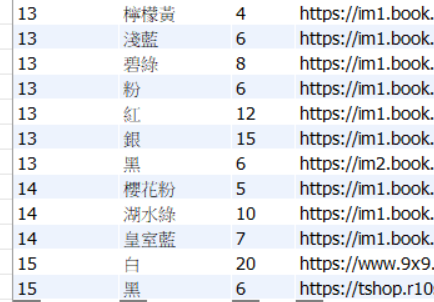 13 檸檬黃 4 https://im1.book.
13 淺藍 6 https://im1.book.
13 碧綠 8 https://im1.book.
13 粉 6 https://im1.book.
13 紅 12 https://im1.book.
13 銀 15 https://im1.book.
13 黑 6 https://im2.book.
14 櫻花粉 5 https://im1.book.
14 湖水綠 10 https://im1.book.
14 皇室藍 7 https://im1.book.
15 白 20 https://www.9x9.
15 黑 6 https://tshop.r10